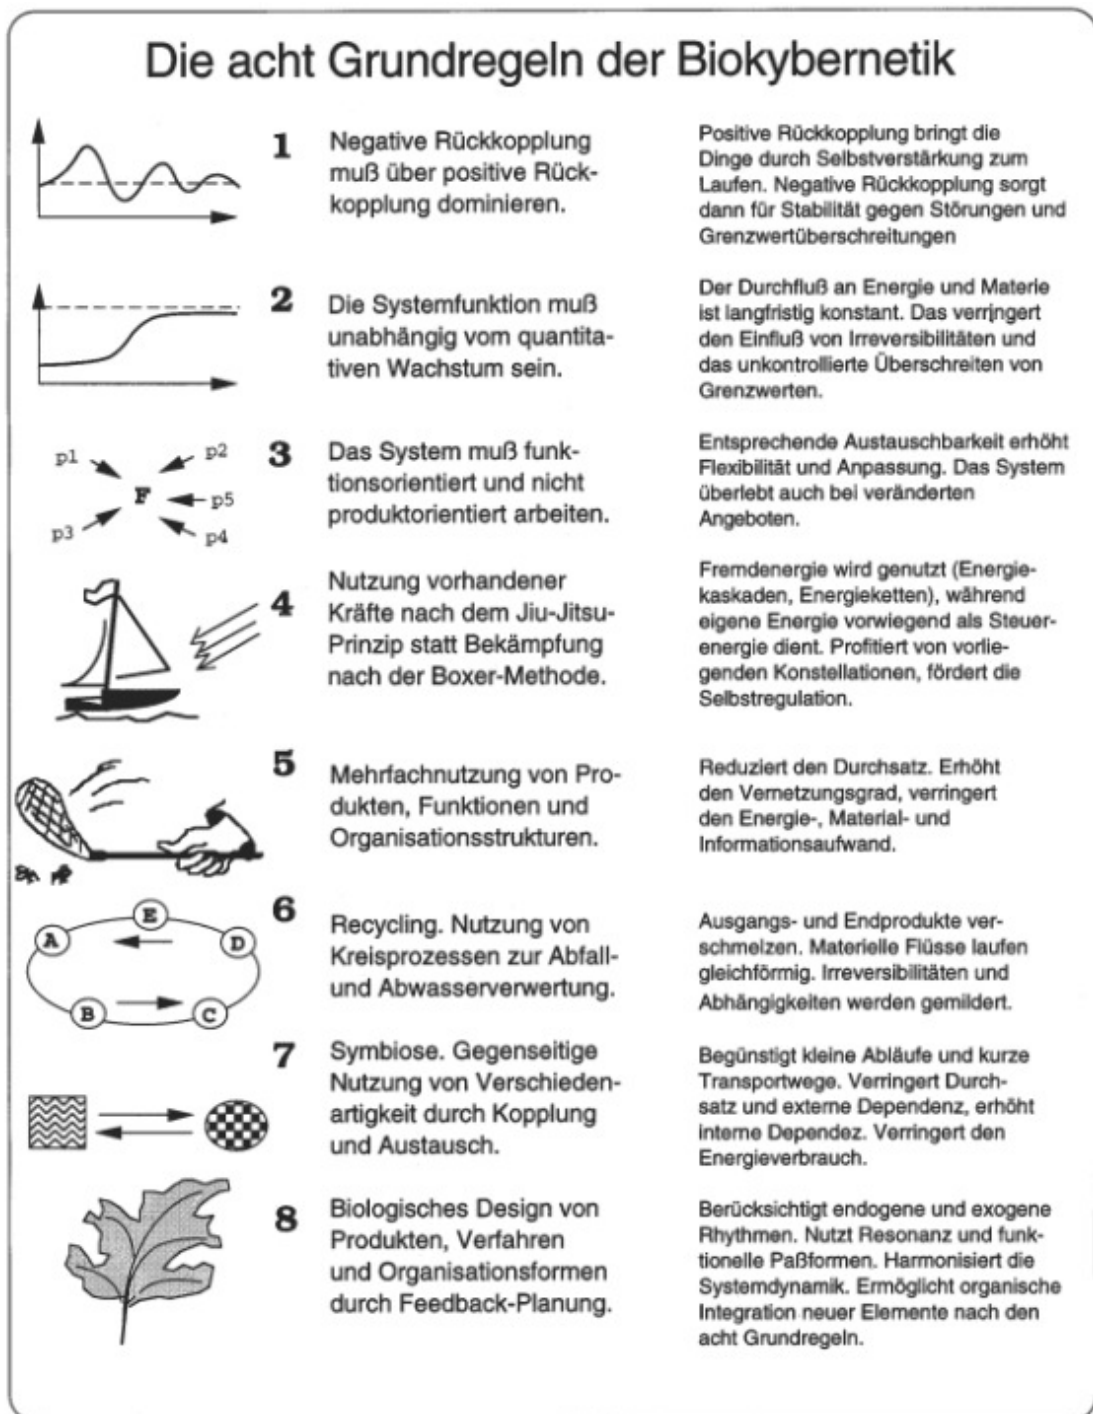 Die acht Grundregeln der Biokybernetik
1
Negative Rückkopplung
muß über positive Rück-
kopplung dominieren.
Positive Rückkopplung bringt die
Dinge durch Selbstverstärkung zum
Laufen. Negative Rückkopplung sorgt
dann für Stabilität gegen Störungen und
Grenzwertüberschreitungen
2
Die Systemfunktion muß
unabhängig vom quantita-
tiven Wachstum sein.
Der Durchfluß an Energie und Materie
ist langfristig konstant. Das verringert
den Einfluß von Irreversibilitäten und
das unkontrollierte Überschreiten von
Grenzwerten.
p1
p2
F
p5
p3
p4
3
Das System muß funk-
tionsorientiert und nicht
produktorientiert arbeiten.
Entsprechende Austauschbarkeit erhöht
Flexibilität und Anpassung. Das System
überlebt auch bei veränderten
Angeboten.
4
Nutzung vorhandener
Kräfte nach dem Jiu-Jitsu-
Prinzip statt Bekämpfung
nach der Boxer-Methode.
Fremdenergie wird genutzt (Energie-
kaskaden, Energieketten), während
eigene Energie vorwiegend als Steuer-
energie dient. Profitiert von vorlie-
genden Konstellationen, fördert die
Selbstregulation.
5
Mehrfachnutzung von Pro-
dukten, Funktionen und
Organisationsstrukturen.
Reduziert den Durchsatz. Erhöht
den Vernetzungsgrad, verringert
den Energie-, Material- und
Informationsaufwand.
E
A
D
B
C
6
Recycling. Nutzung von
Kreisprozessen zur Abfall-
und Abwasserverwertung.
Ausgangs- und Endprodukte ver-
schmelzen. Materielle Flüsse laufen
gleichförmig. Irreversibilitäten und
Abhängigkeiten werden gemildert.
7
Symbiose. Gegenseitige
Nutzung von Verschieden-
artigkeit durch Kopplung
und Austausch.
Begünstigt kleine Abläufe und kurze
Transportwege. Verringert Durch-
satz und externe Dependenz, erhöht
interne Dependez. Verringert den
Energieverbrauch.
8
Biologisches Design von
Produkten, Verfahren
und Organisationsformen
durch Feedback-Planung.
Berücksichtigt endogene und exogene
Rhythmen. Nutzt Resonanz und funk-
tionelle Paßformen. Harmonisiert die
Systemdynamik. Ermöglicht organische
Integration neuer Elemente nach den
acht Grundregeln.